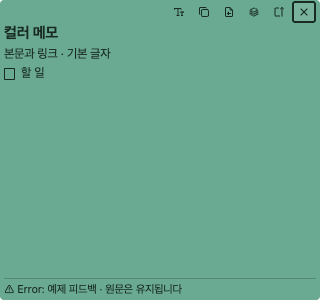 컬러 메모
본문과 링크 · 기본 글자
할 일
Error: 예제 피드백 · 원문은 유지됩니다